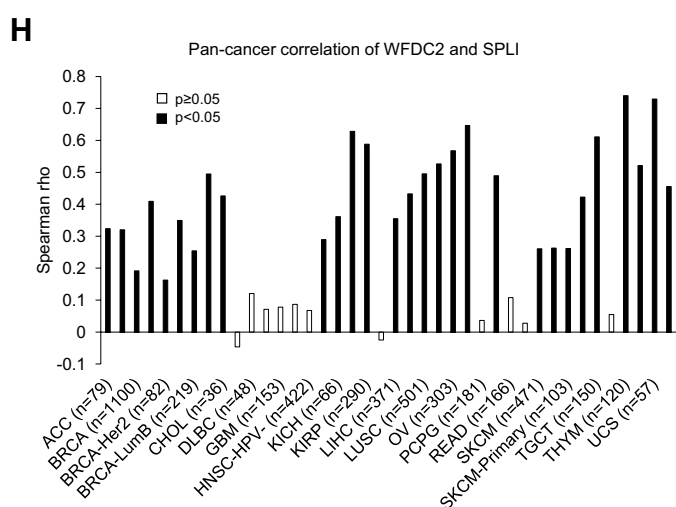 H
Pan-cancer correlation of WFDC2 and SPLI
p≥0.05
p<0.05
Spearman rho
0.8
0.7
0.6
0.5
0.4
0.3
0.2
0.1
0
-0.1
ACC (n=79)
BRCA (n=1100)
BRCA-Her2 (n=82)
BRCA-LumB (n=219)
CHOL (n=36)
DLBC (n=48)
GBM (n=153)
HNSC-HPV- (n=422)
KICH (n=66)
KIRP (n=290)
LIHC (n=371)
LUSC (n=501)
OV (n=303)
PCPG (n=181)
READ (n=166)
SKCM (n=471)
SKCM-Primary (n=103)
TGCT (n=150)
THYM (n=120)
UCS (n=57)